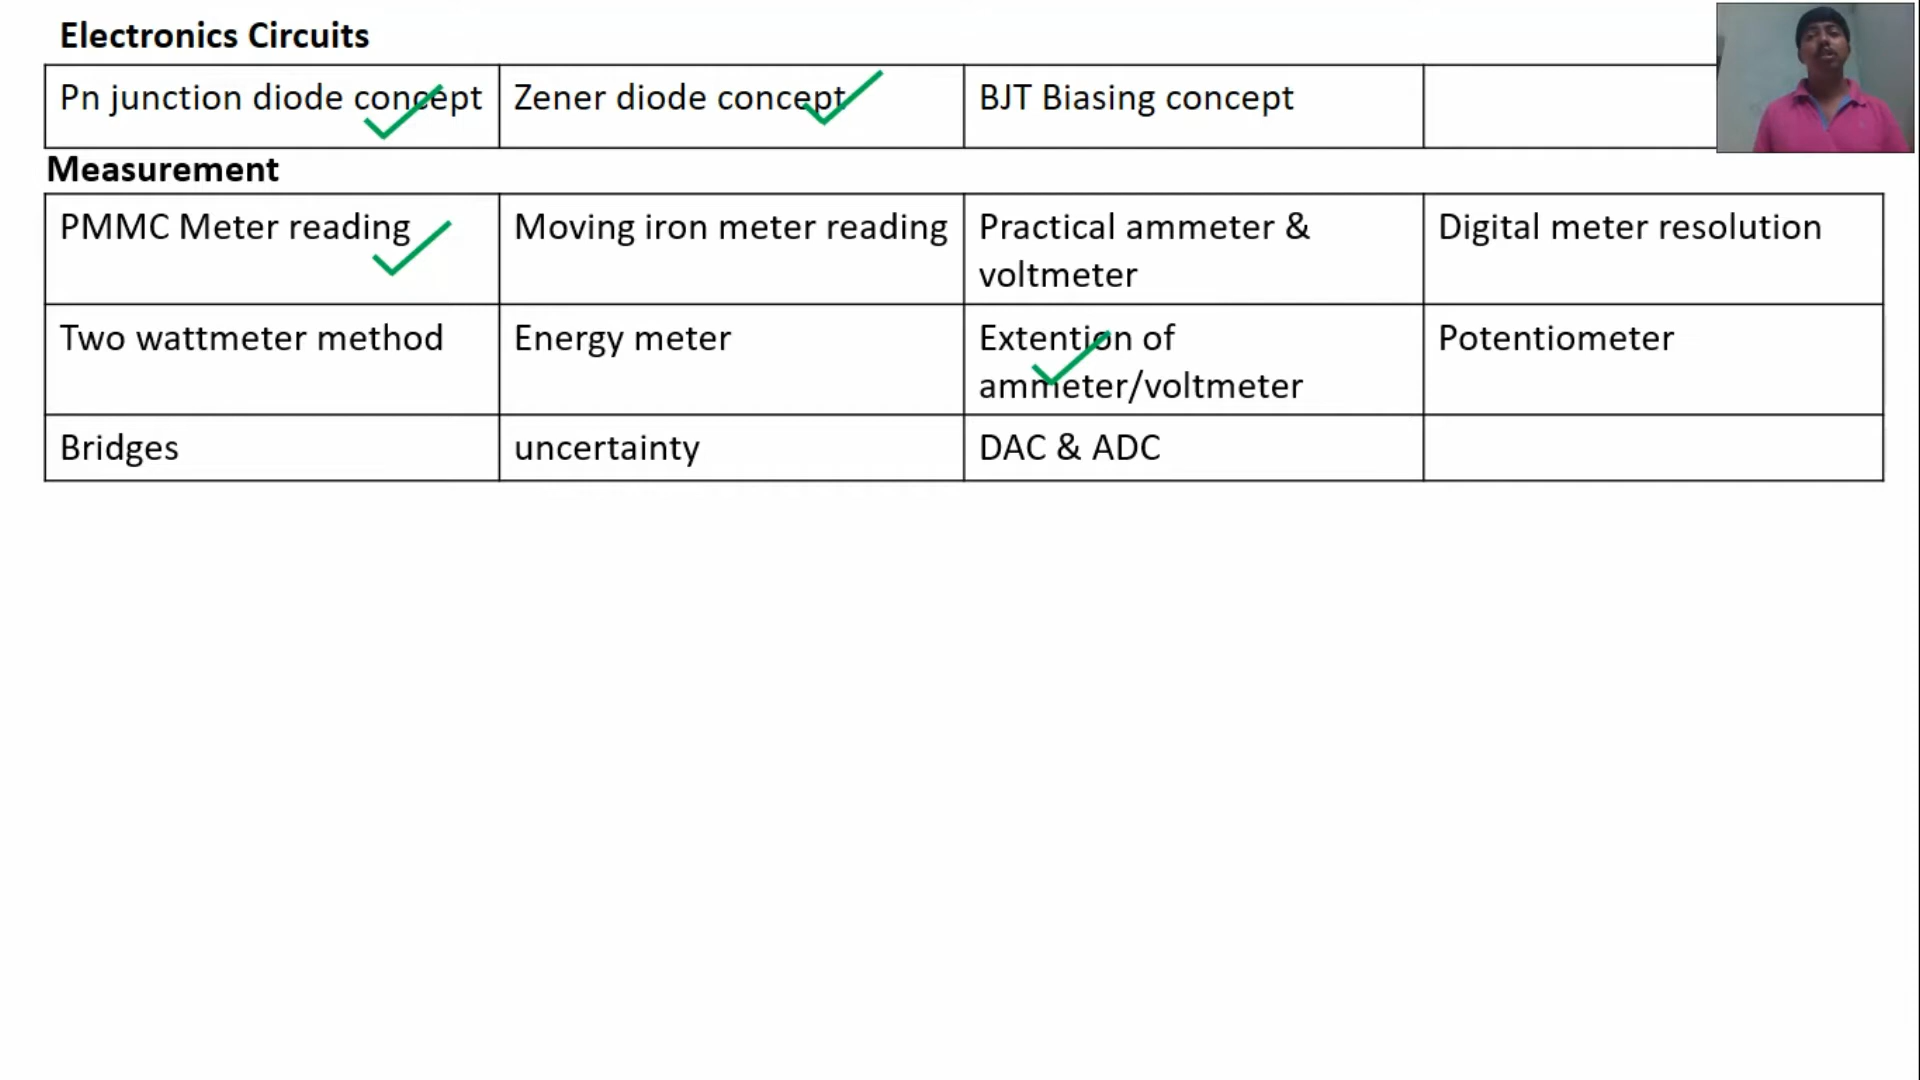 Electronics Circuits
Pn junction diode concept
Zener diode concept
BJT Biasing concept
Measurement
PMMC Meter reading
Moving iron meter reading
Practical ammeter &
voltmeter
Digital meter resolution
Two wattmeter method
Energy meter
Extention of
ammeter/voltmeter
Potentiometer
Bridges
uncertainty
DAC & ADC